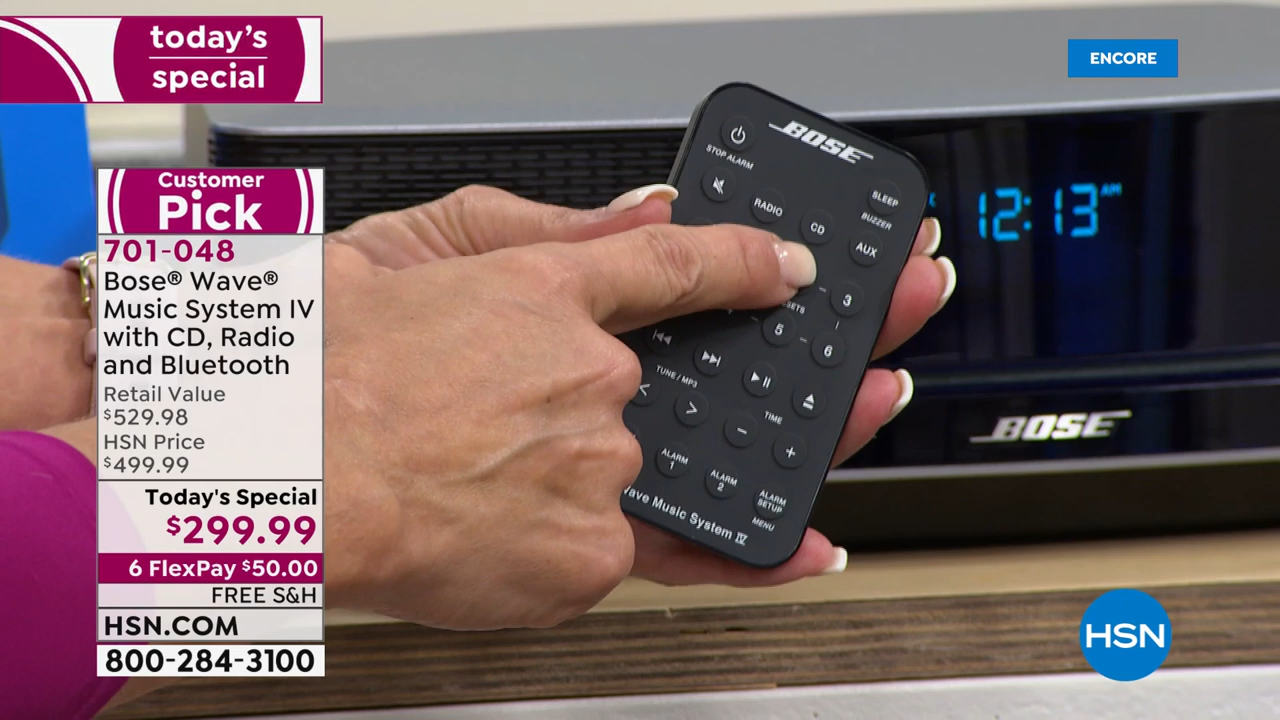 today's
special
ENCORE
Customer
Pick
701-048
Bose® Wave®
Music System IV
with CD, Radio
and Bluetooth
Retail Value
$529.98
HSN Price
$499.99
Today's Special
$299.99
6 FlexPay $50.00
FREE S&H
HSN.COM
800-284-3100
BOSE
STOP ALARM
SLEEP
RADIO
BUZZER
CD
AUX
3
5
6
TUNE / MP3
TIME
ALARM
1
ALARM
2
ALARM
SETUP
MENU
Music System IV
12:13 AM
BOSE
HSN